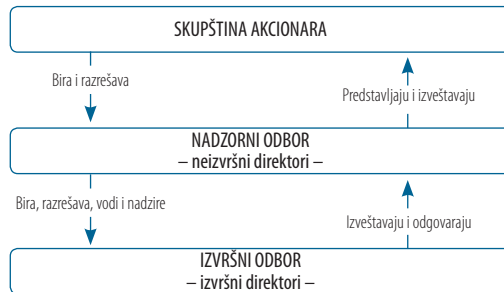 SKUPŠTINA AKCIONARA
Bira i razrešava
Predstavljaju i izveštavaju
NADZORNI ODBOR
– neizvršni direktori –
Bira, razrešava, vodi i nadzire
Izveštavaju i odgovaraju
IZVRŠNI ODBOR
– izvršni direktori –